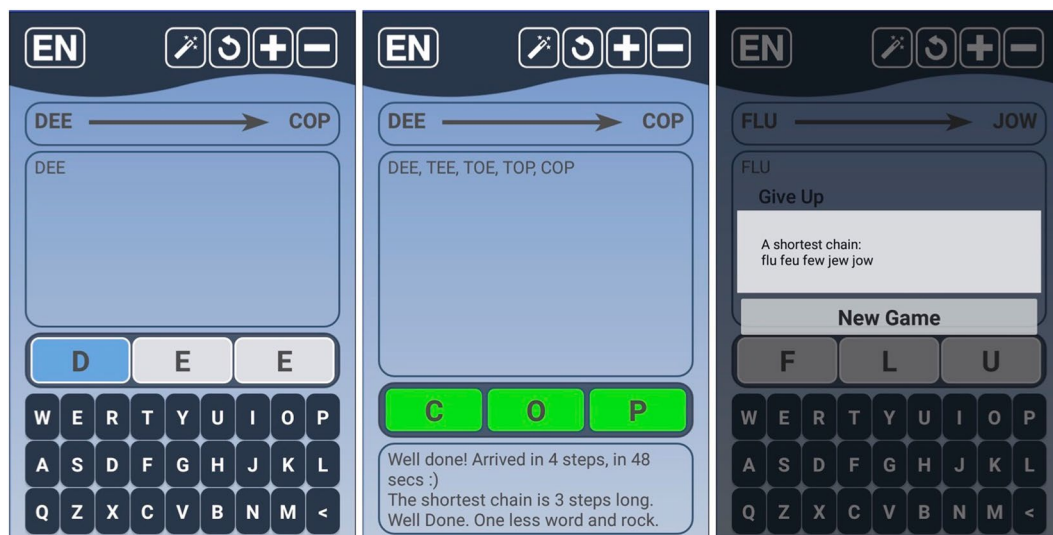 EN
DEE COP
DEE
D E E
W E R T Y U I O P
A S D F G H J K L
Q Z X C V B N M <
EN
DEE COP
DEE, TEE, TOE, TOP, COP
C O P
Well done! Arrived in 4 steps, in 48
secs :)
The shortest chain is 3 steps long.
Well Done. One less word and rock.
EN
FLU JOW
FLU
Give Up
A shortest chain:
flu feu few jew jow
New Game
F L U
W E R T Y U I O P
A S D F G H J K L
Q Z X C V B N M <